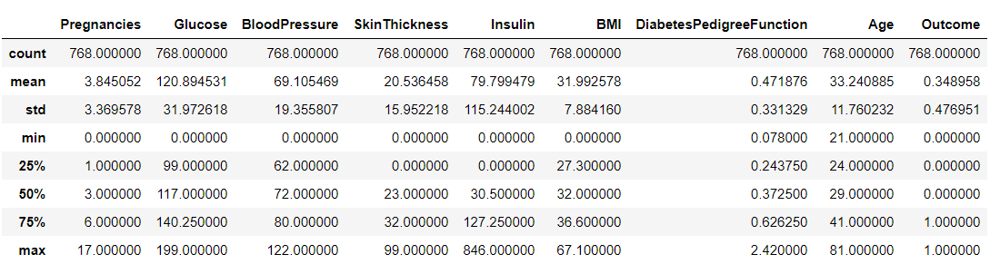 Pregnancies Glucose BloodPressure SkinThickness Insulin BMI DiabetesPedigreeFunction Age Outcome
count 768.000000 768.000000 768.000000 768.000000 768.000000 768.000000 768.000000 768.000000 768.000000
mean 3.845052 120.894531 69.105469 20.536458 79.799479 31.992578 0.471876 33.240885 0.348958
std 3.369578 31.972618 19.355807 15.952218 115.244002 7.884160 0.331329 11.760232 0.476951
min 0.000000 0.000000 0.000000 0.000000 0.000000 0.000000 0.078000 21.000000 0.000000
25% 1.000000 99.000000 62.000000 0.000000 0.000000 27.300000 0.243750 24.000000 0.000000
50% 3.000000 117.000000 72.000000 23.000000 30.500000 32.000000 0.372500 29.000000 0.000000
75% 6.000000 140.250000 80.000000 32.000000 127.250000 36.600000 0.626250 41.000000 1.000000
max 17.000000 199.000000 122.000000 99.000000 846.000000 67.100000 2.420000 81.000000 1.000000